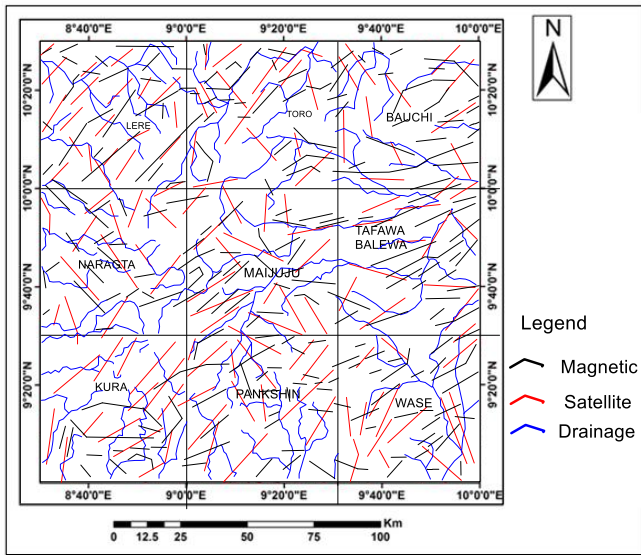 8°40'0"E 9°0'0"E 9°20'0"E 9°40'0"E 10°0'0"E
N
10°20'0"N 10°20'0"N
LERE TORO BAUCHI
10°0'0"N 10°0'0"N
TAFAWA
BALEWA
NARAGTA MAIJUJU
9°40'0"N 9°40'0"N
Legend
Magnetic
KURA PANKSHIN WASE
9°20'0"N 9°20'0"N
Satellite
Drainage
8°40'0"E 9°0'0"E 9°20'0"E 9°40'0"E 10°0'0"E
Km
0 12.5 25 50 75 100